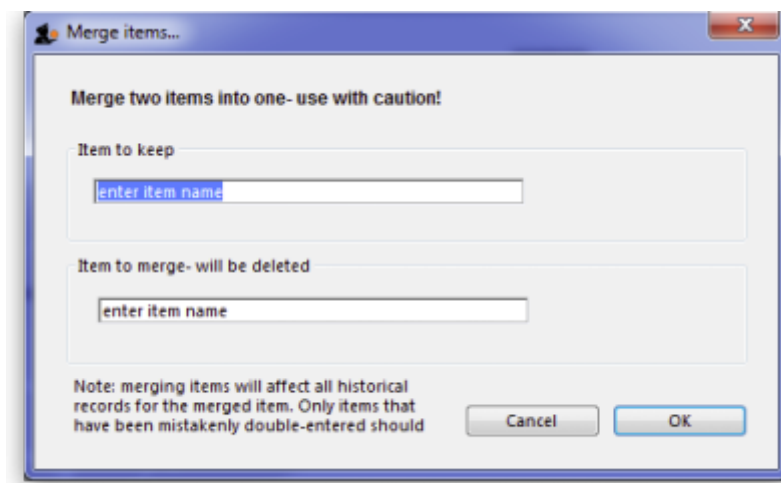 Merge items...
Merge two items into one- use with caution!
Item to keep
enter item name
Item to merge- will be deleted
enter item name
Note: merging items will affect all historical
records for the merged item. Only items that
have been mistakenly double-entered should
Cancel
OK